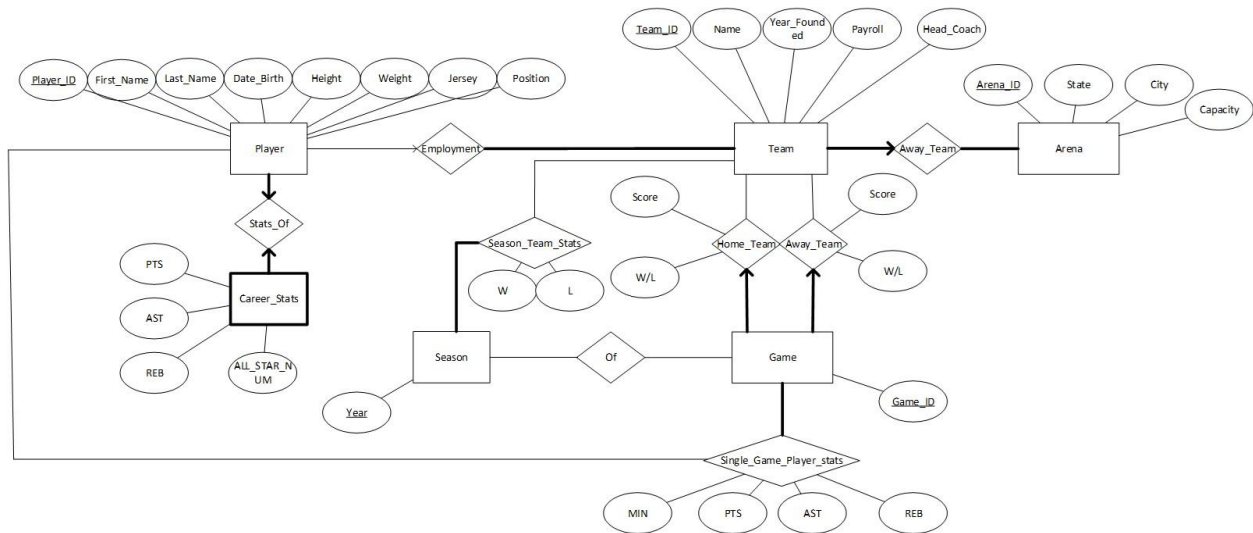 Team_ID
Name
Year_Found
ed
Payroll
Head_Coach
Player_ID
First_Name
Last_Name
Date_Birth
Height
Weight
Jersey
Position
Arena_ID
State
City
Capacity
Player
Employment
Team
Away_Team
Arena
Stats_Of
Score
Score
Season_Team_Stats
Home_Team
Away_Team
PTS
W/L
W/L
W
L
Career_Stats
AST
Season
Of
Game
REB
ALL_STAR_N
UM
Year
Game_ID
Single_Game_Player_stats
MIN
PTS
AST
REB